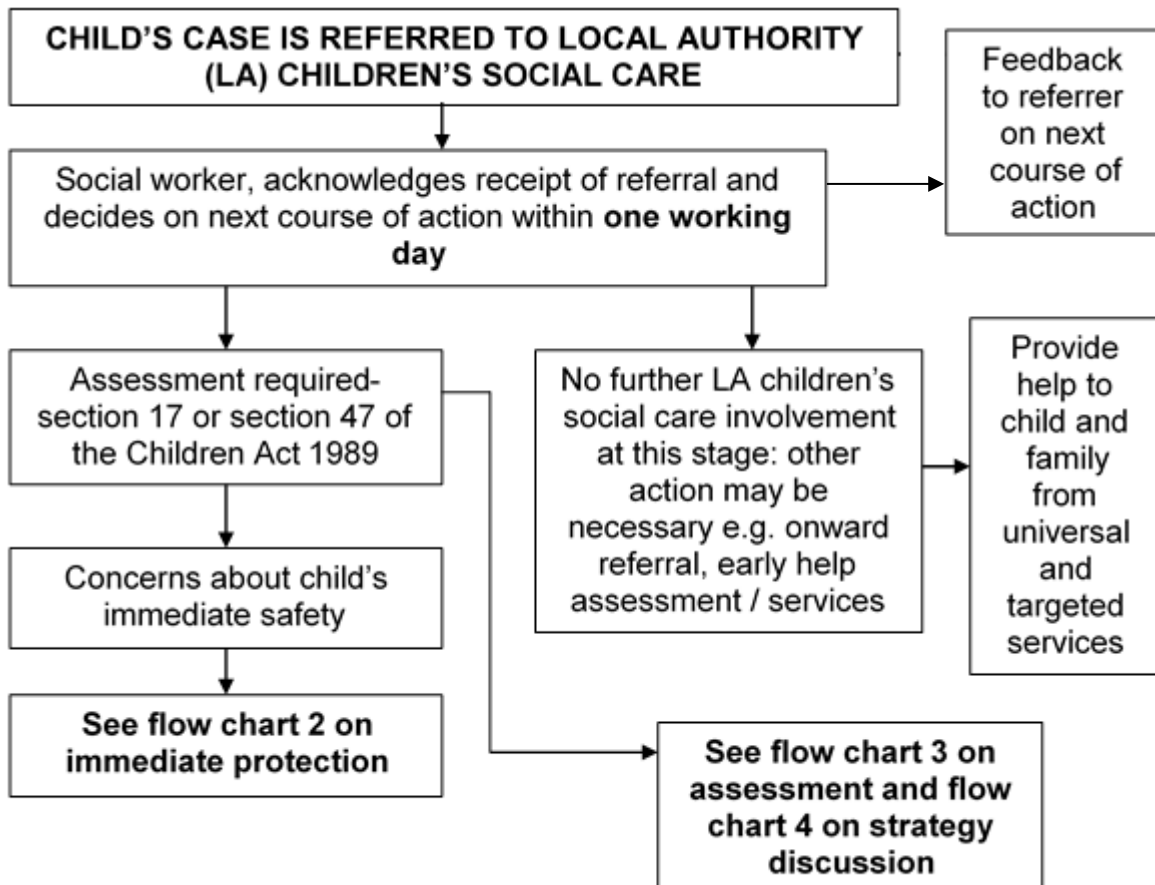 CHILD’S CASE IS REFERRED TO LOCAL AUTHORITY
(LA) CHILDREN’S SOCIAL CARE
Feedback
to referrer
on next
course of
action
Social worker, acknowledges receipt of referral and
decides on next course of action within one working
day
Assessment required-
section 17 or section 47 of
the Children Act 1989
No further LA children’s
social care involvement
at this stage: other
action may be
necessary e.g. onward
referral, early help
assessment / services
Provide
help to
child and
family
from
universal
and
targeted
services
Concerns about child’s
immediate safety
See flow chart 2 on
immediate protection
See flow chart 3 on
assessment and flow
chart 4 on strategy
discussion